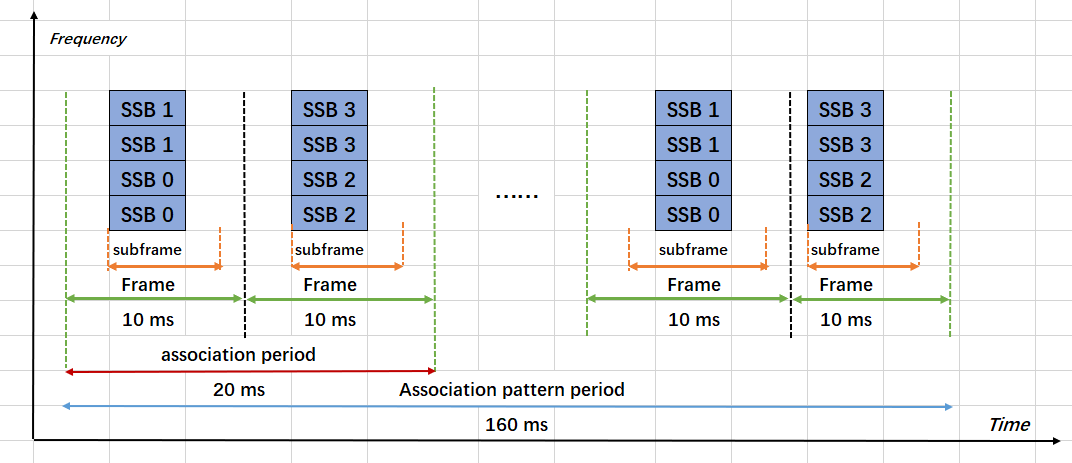 Frequency
SSB 1 SSB 3 SSB 1 SSB 3
SSB 1 SSB 3 SSB 1 SSB 3
SSB 0 SSB 2 …… SSB 0 SSB 2
SSB 0 SSB 2 SSB 0 SSB 2
subframe subframe subframe subframe
Frame Frame Frame Frame
10 ms 10 ms 10 ms 10 ms
association period
20 ms Association pattern period
160 ms Time